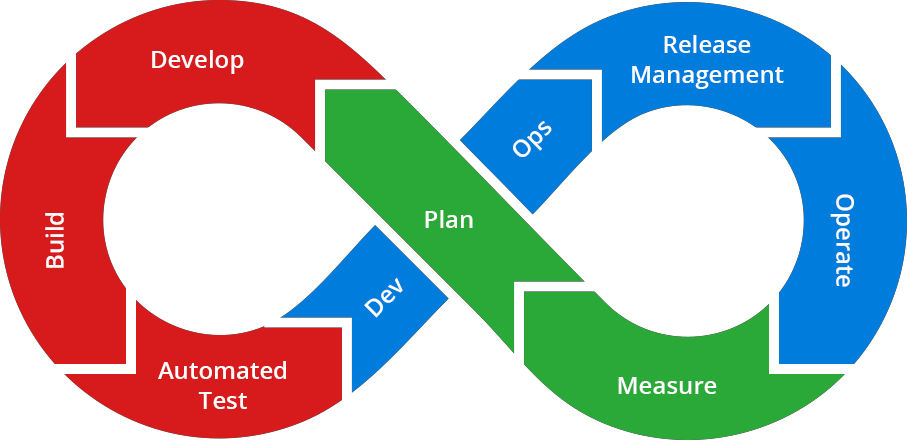 Develop
Build
Automated
Test
Dev
Plan
Ops
Release
Management
Operate
Measure